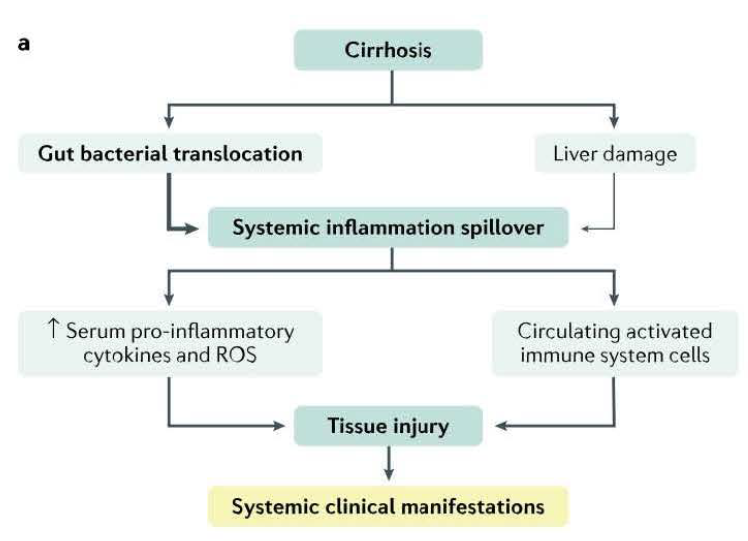 a
Cirrhosis
Gut bacterial translocation
Liver damage
Systemic inflammation spillover
↑ Serum pro-inflammatory
cytokines and ROS
Circulating activated
immune system cells
Tissue injury
Systemic clinical manifestations